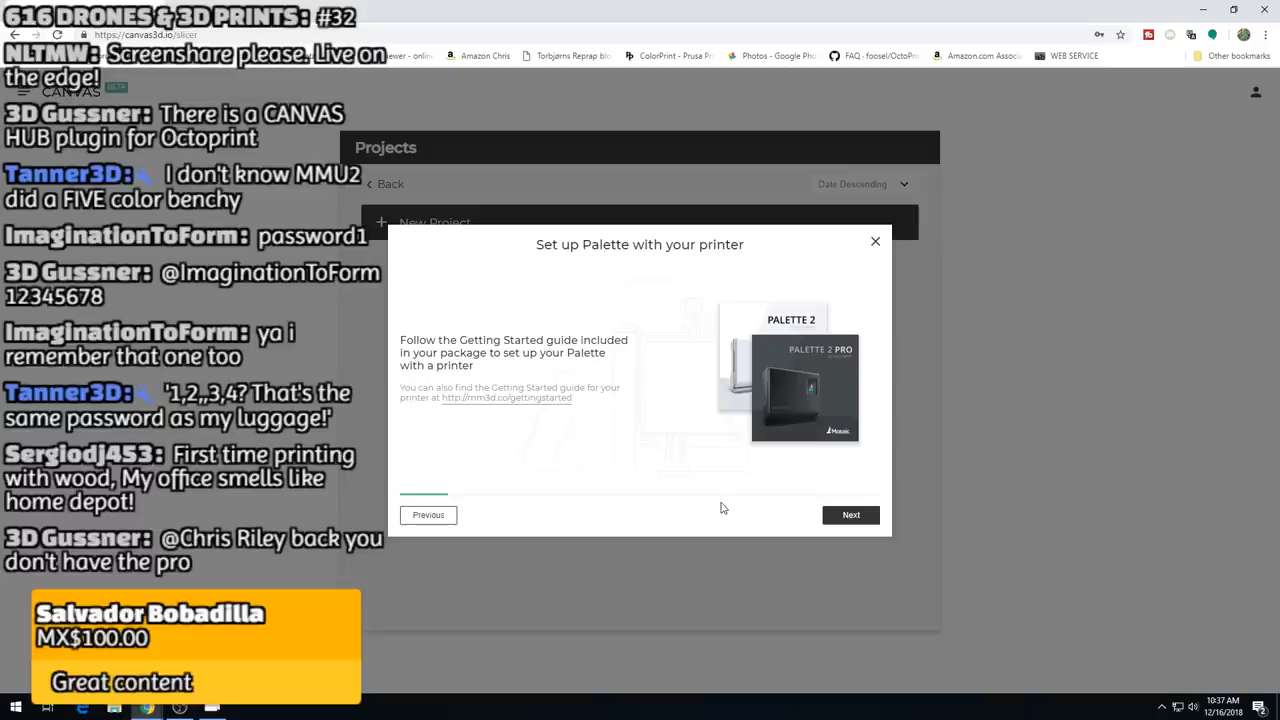 616 DRONES & 3D PRINTS: #32
https://canvas3d.io/slicer
NLTMW: Screenshare please. Live on
the edge!
ewer - onlin
Amazon Chris
Torbjørns Reprap blo
ColorPrint - Prusa Pr
Photos - Google Pho
FAQ · foosel/OctoPri
Amazon.com Associ
WEB SERVICE
Other bookmarks
CANVAS BETA
3D Gussner: There is a CANVAS
HUB plugin for Octoprint
Tanner3D: I don't know MMU2
did a FIVE color benchy
ImaginationToForm: password1
3D Gussner: @ImaginationToForm
12345678
ImaginationToForm: ya i
remember that one too
Tanner3D: '1,2,,3,4? That's the
same password as my luggage!'
Sergiodj453: First time printing
with wood, My office smells like
home depot!
3D Gussner: @Chris Riley back you
don't have the pro
Salvador Bobadilla
MX$100.00
Great content
Projects
Back
Date Descending
New Project
Set up Palette with your printer
Follow the Getting Started guide included
in your package to set up your Palette
with a printer
You can also find the Getting Started guide for your
printer at http://mm3d.co/gettingstarted
PALETTE 2
PALETTE 2 PRO
Mosaic
Previous
Next
10:37 AM
12/16/2018
2